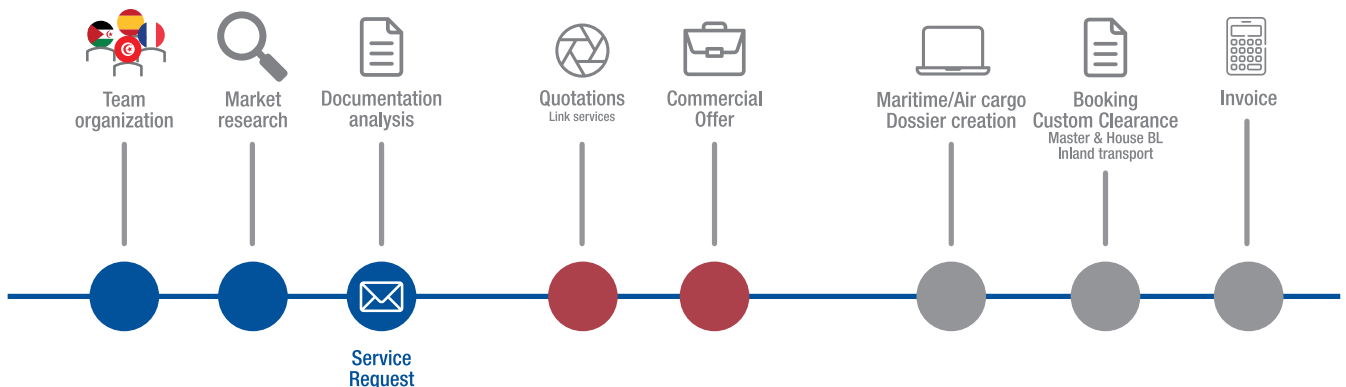 Team
organization
Market
research
Documentation
analysis
Quotations
Link services
Commercial
Offer
Maritime/Air cargo
Dossier creation
Booking
Custom Clearance
Master & House BL
Inland transport
Invoice
Service
Request